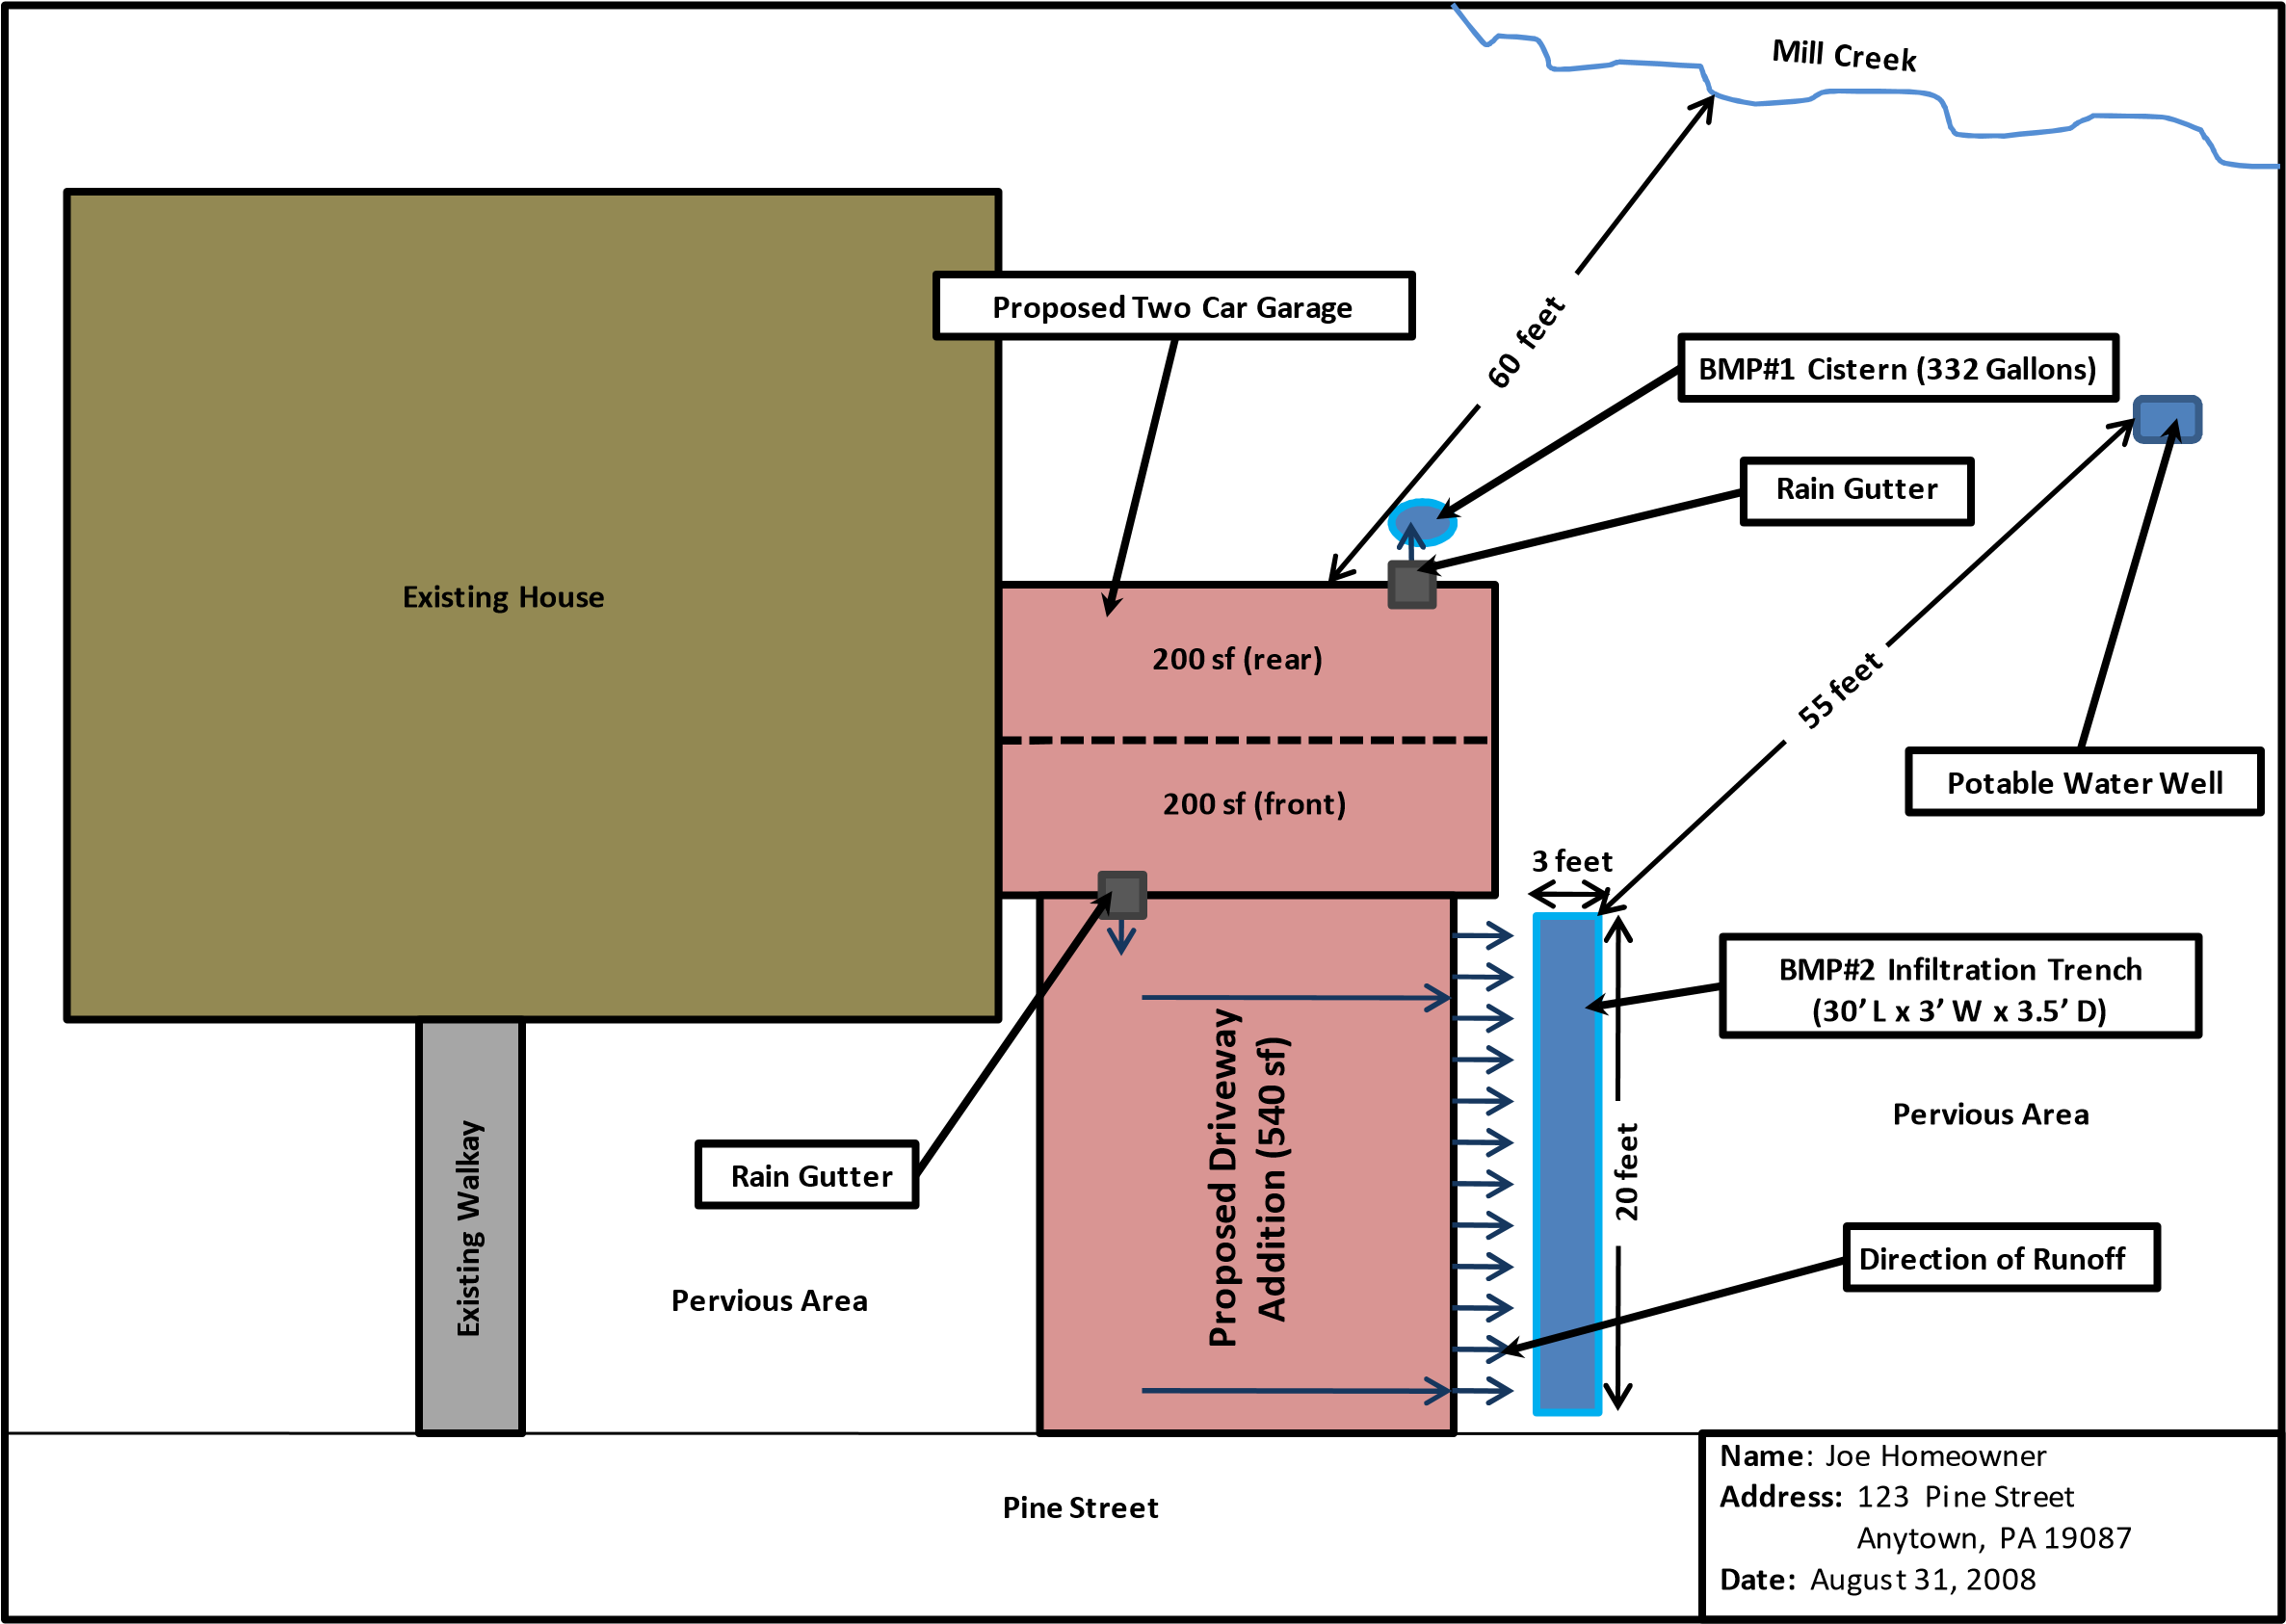 Mill Creek
Proposed Two Car Garage
60 feet
BMP#1 Cistern (332 Gallons)
Rain Gutter
Existing House
200 sf (rear)
55 feet
Potable Water Well
200 sf (front)
3 feet
BMP#2 Infiltration Trench
(30’ L x 3’ W x 3.5’ D)
Proposed Driveway
Addition (540 sf)
Pervious Area
Existing Walkay
Rain Gutter
20 feet
Direction of Runoff
Pervious Area
Pine Street
Name: Joe Homeowner
Address: 123 Pine Street
Anytown, PA 19087
Date: August 31, 2008